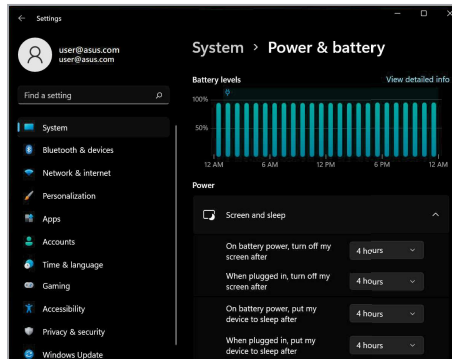 Settings
user@asus.com
user@asus.com
Find a setting
System
Bluetooth & devices
Network & internet
Personalization
Apps
Accounts
Time & language
Gaming
Accessibility
Privacy & security
Windows Update
System > Power & battery
Battery levels
View detailed info
100%
50%
12 AM 6 AM 12 PM 6 PM 12 AM
Power
Screen and sleep
On battery power, turn off my
screen after
4 hours
When plugged in, turn off my
screen after
4 hours
On battery power, put my
device to sleep after
4 hours
When plugged in, put my
device to sleep after
4 hours